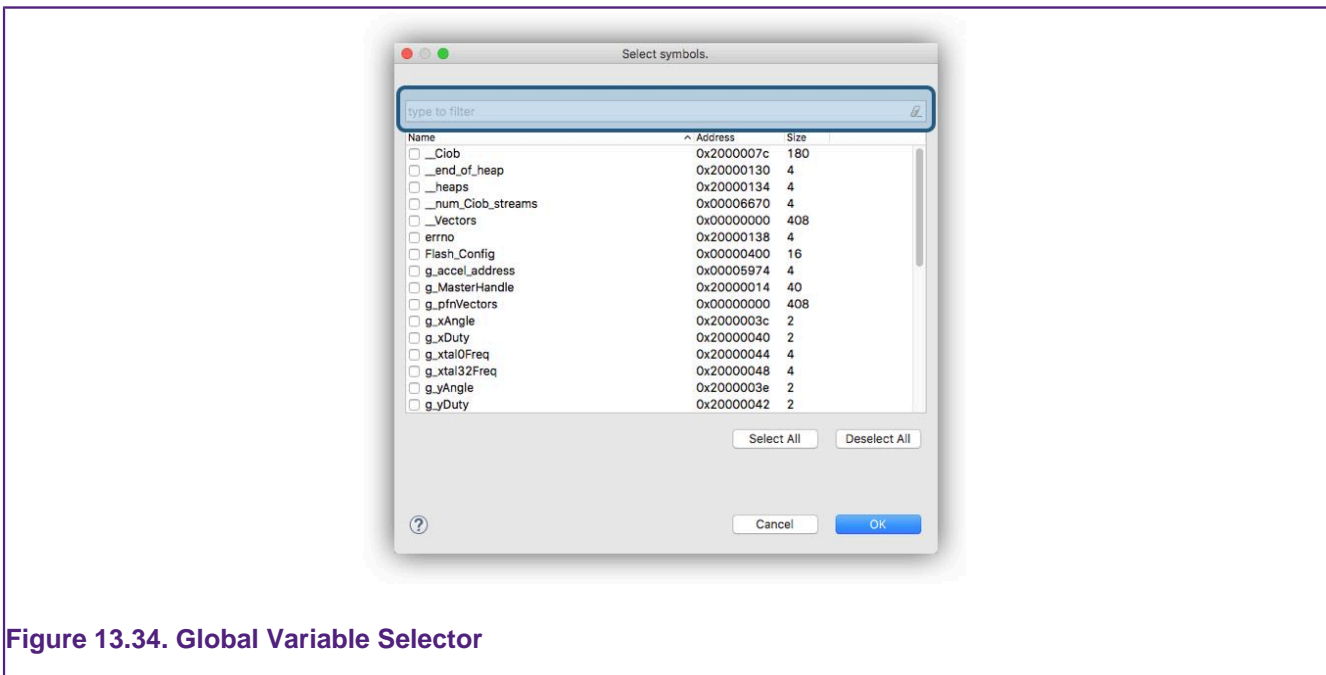 Select symbols.
type to filter
Name Address Size
__Ciob 0x2000007c 180
__end_of_heap 0x20000130 4
__heaps 0x20000134 4
__num_Ciob_streams 0x00006670 4
__Vectors 0x00000000 408
errno 0x20000138 4
Flash_Config 0x00000400 16
g_accel_address 0x00005974 4
g_MasterHandle 0x20000014 40
g_pfnVectors 0x00000000 408
g_xAngle 0x2000003c 2
g_xDuty 0x20000040 2
g_xtal0Freq 0x20000044 4
g_xtal32Freq 0x20000048 4
g_yAngle 0x2000003e 2
g_yDuty 0x20000042 2
Select All Deselect All
? Cancel OK
Figure 13.34. Global Variable Selector